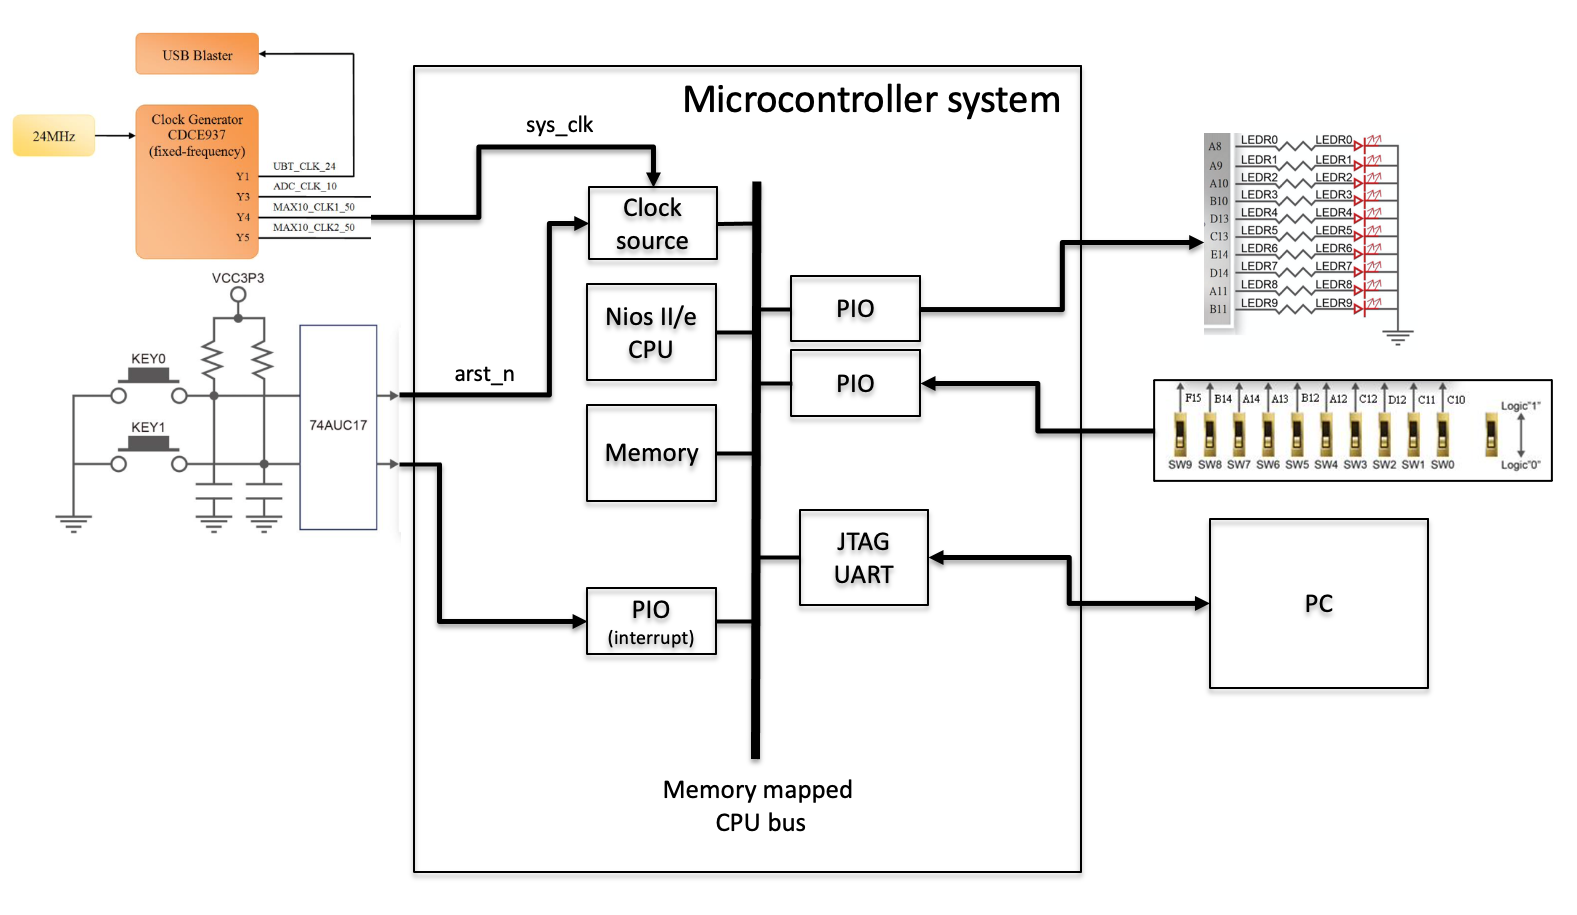 USB Blaster
Microcontroller system
24MHz
Clock Generator
CDCE937
(fixed-frequency)
UBT_CLK_24
Y1
ADC_CLK_10
Y3
MAX10_CLK1_50
Y4
MAX10_CLK2_50
Y5
sys_clk
Clock
source
VCC3P3
KEY0
KEY1
74AUC17
arst_n
Nios II/e
CPU
Memory
PIO
(interrupt)
PIO
PIO
JTAG
UART
Memory mapped
CPU bus
A8 LEDR0 LEDR0
A9 LEDR1 LEDR1
A10 LEDR2 LEDR2
B10 LEDR3 LEDR3
D13 LEDR4 LEDR4
C13 LEDR5 LEDR5
E14 LEDR6 LEDR6
D14 LEDR7 LEDR7
A11 LEDR8 LEDR8
B11 LEDR9 LEDR9
F15 B14 A14 A13 B12 A12 C12 D12 C11 C10
Logic"1"
SW9 SW8 SW7 SW6 SW5 SW4 SW3 SW2 SW1 SW0
Logic"0"
PC